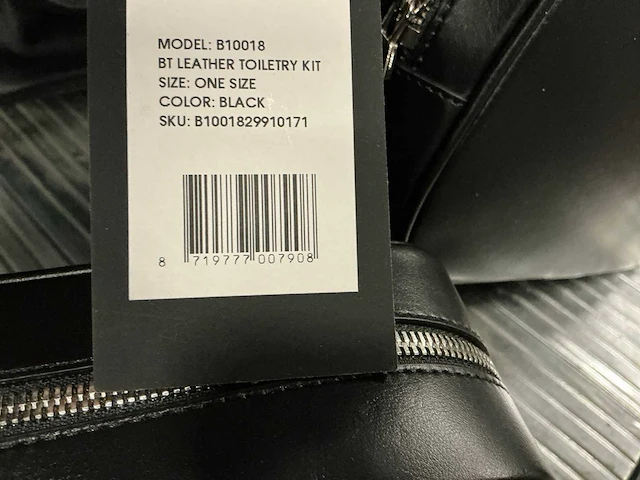 MODEL: B10018
BT LEATHER TOILETRY KIT
SIZE: ONE SIZE
COLOR: BLACK
SKU: B1001829910171
8 719777 007908